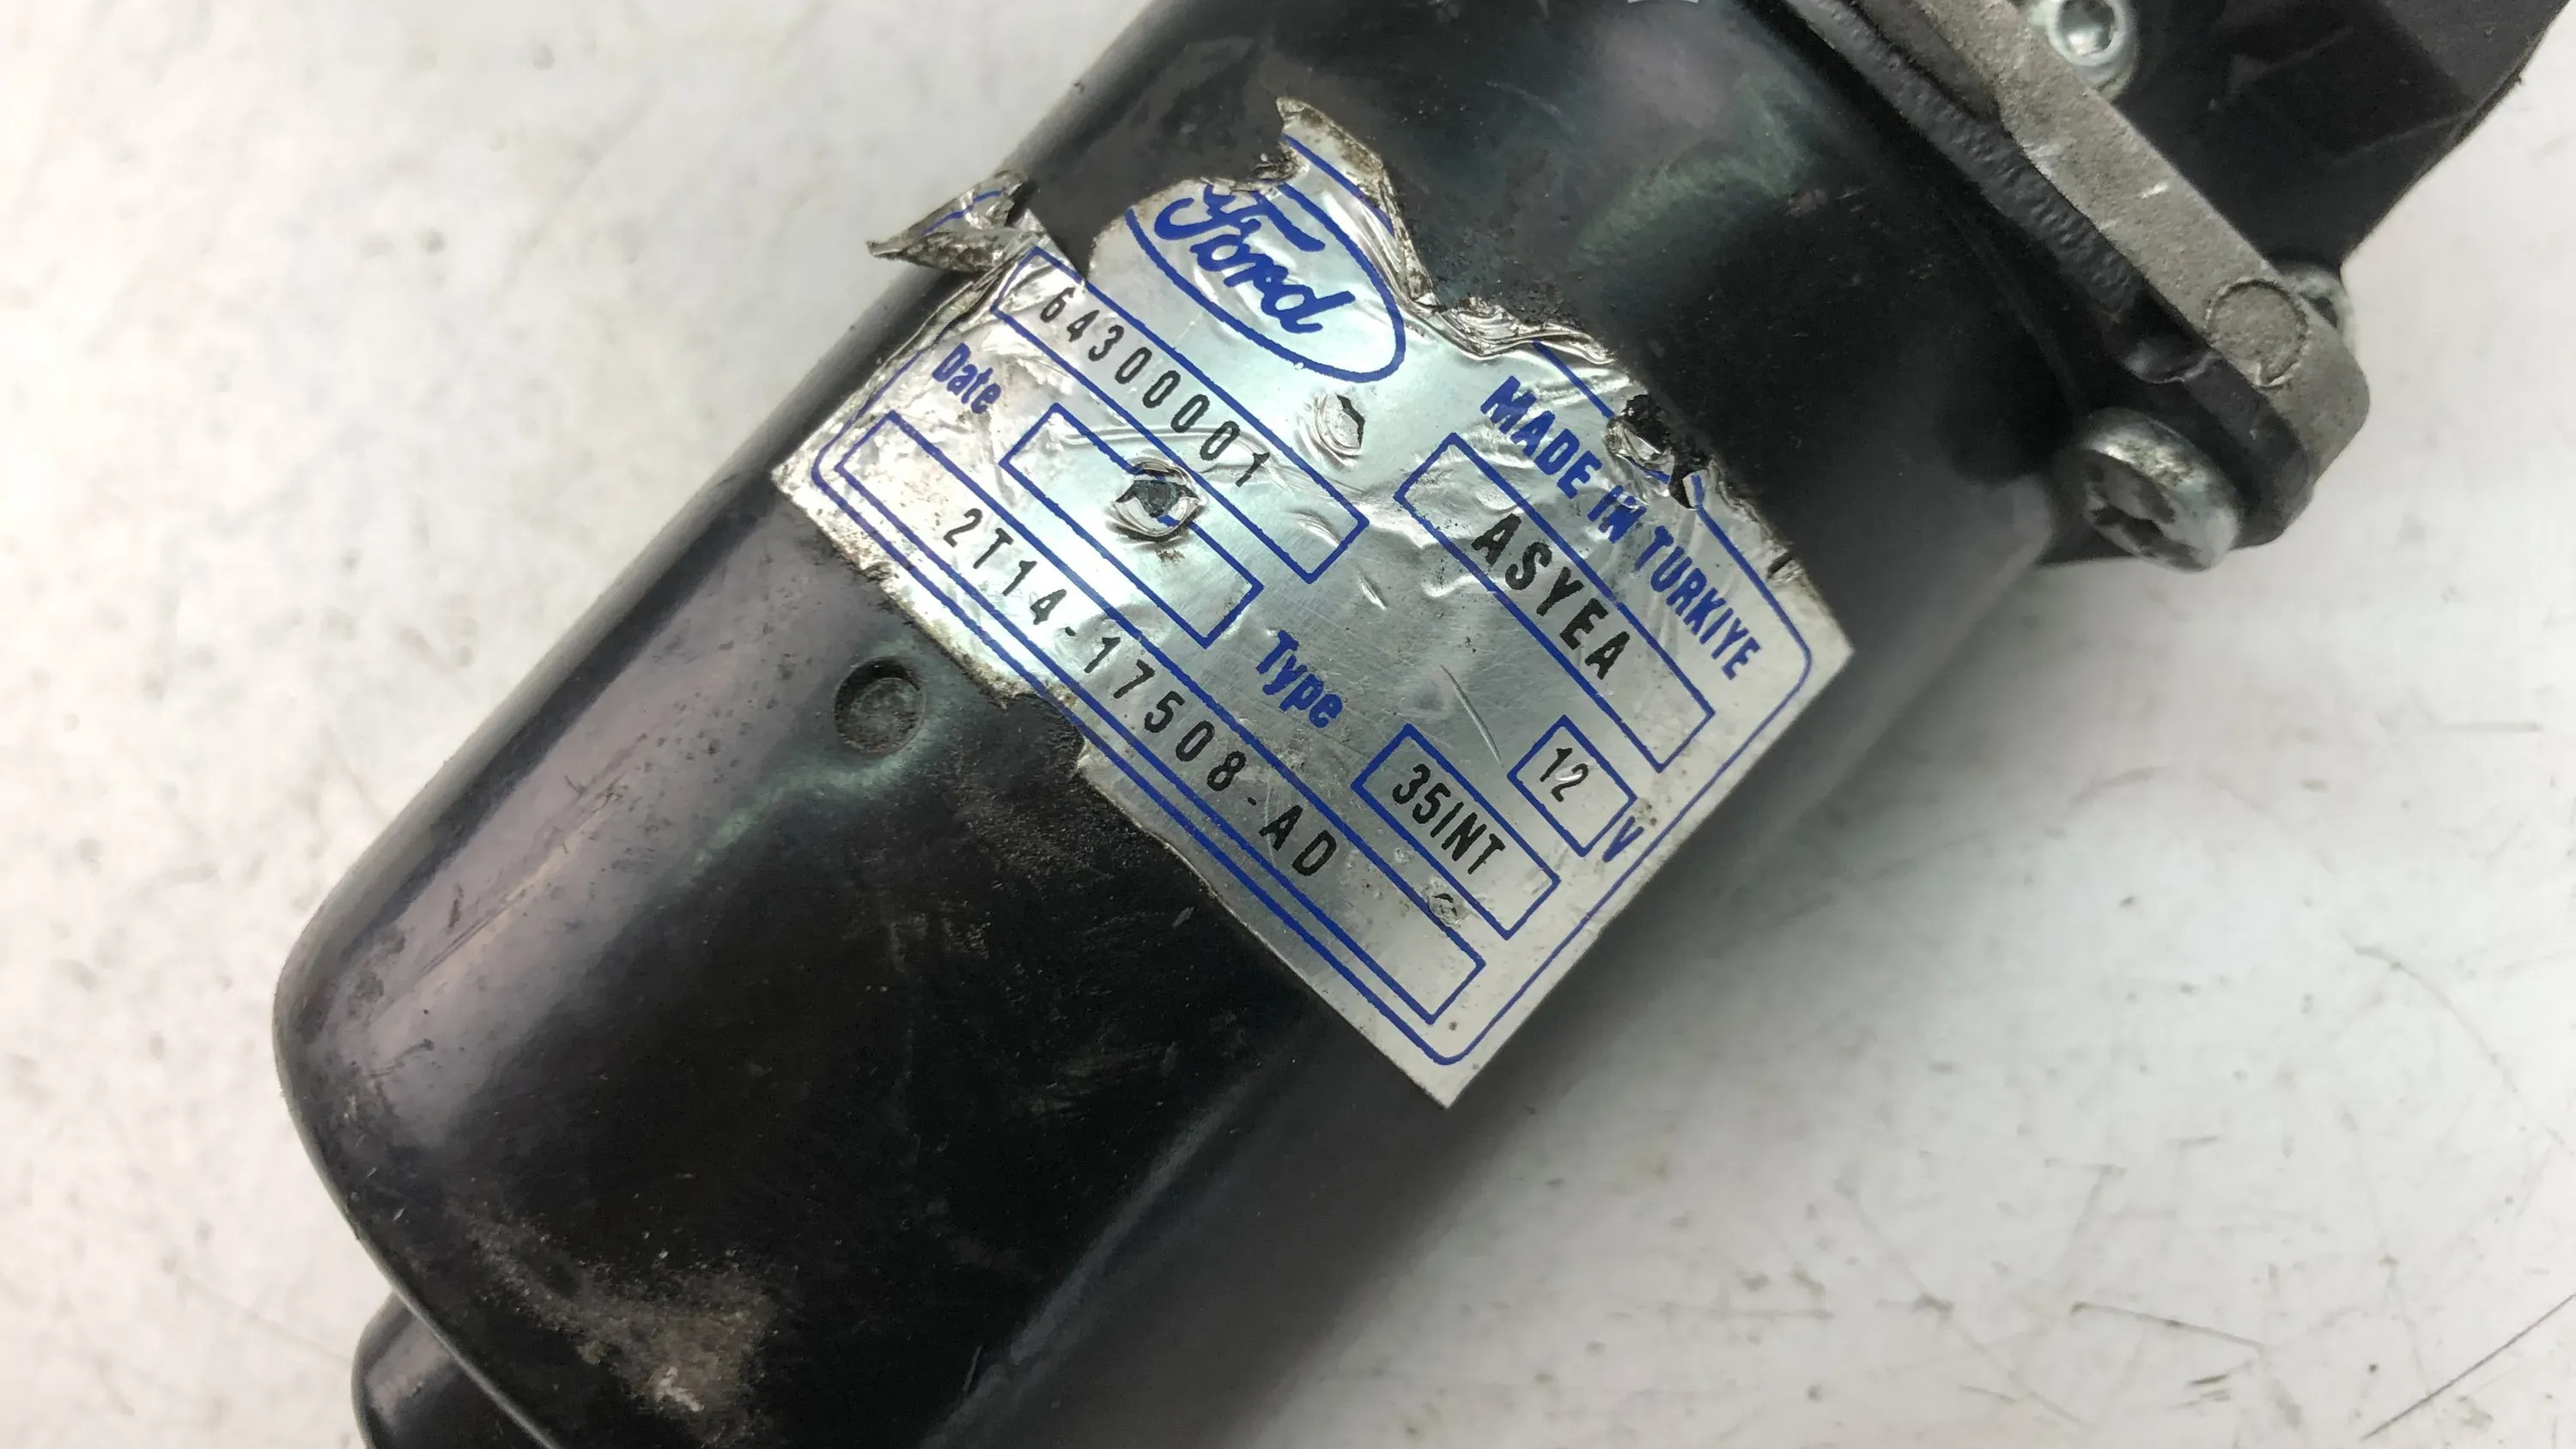 Ford
MADE IN TURKIYE
64300001
ASYEA
Date
Type
35INT
12 V
2T14-17508-AD